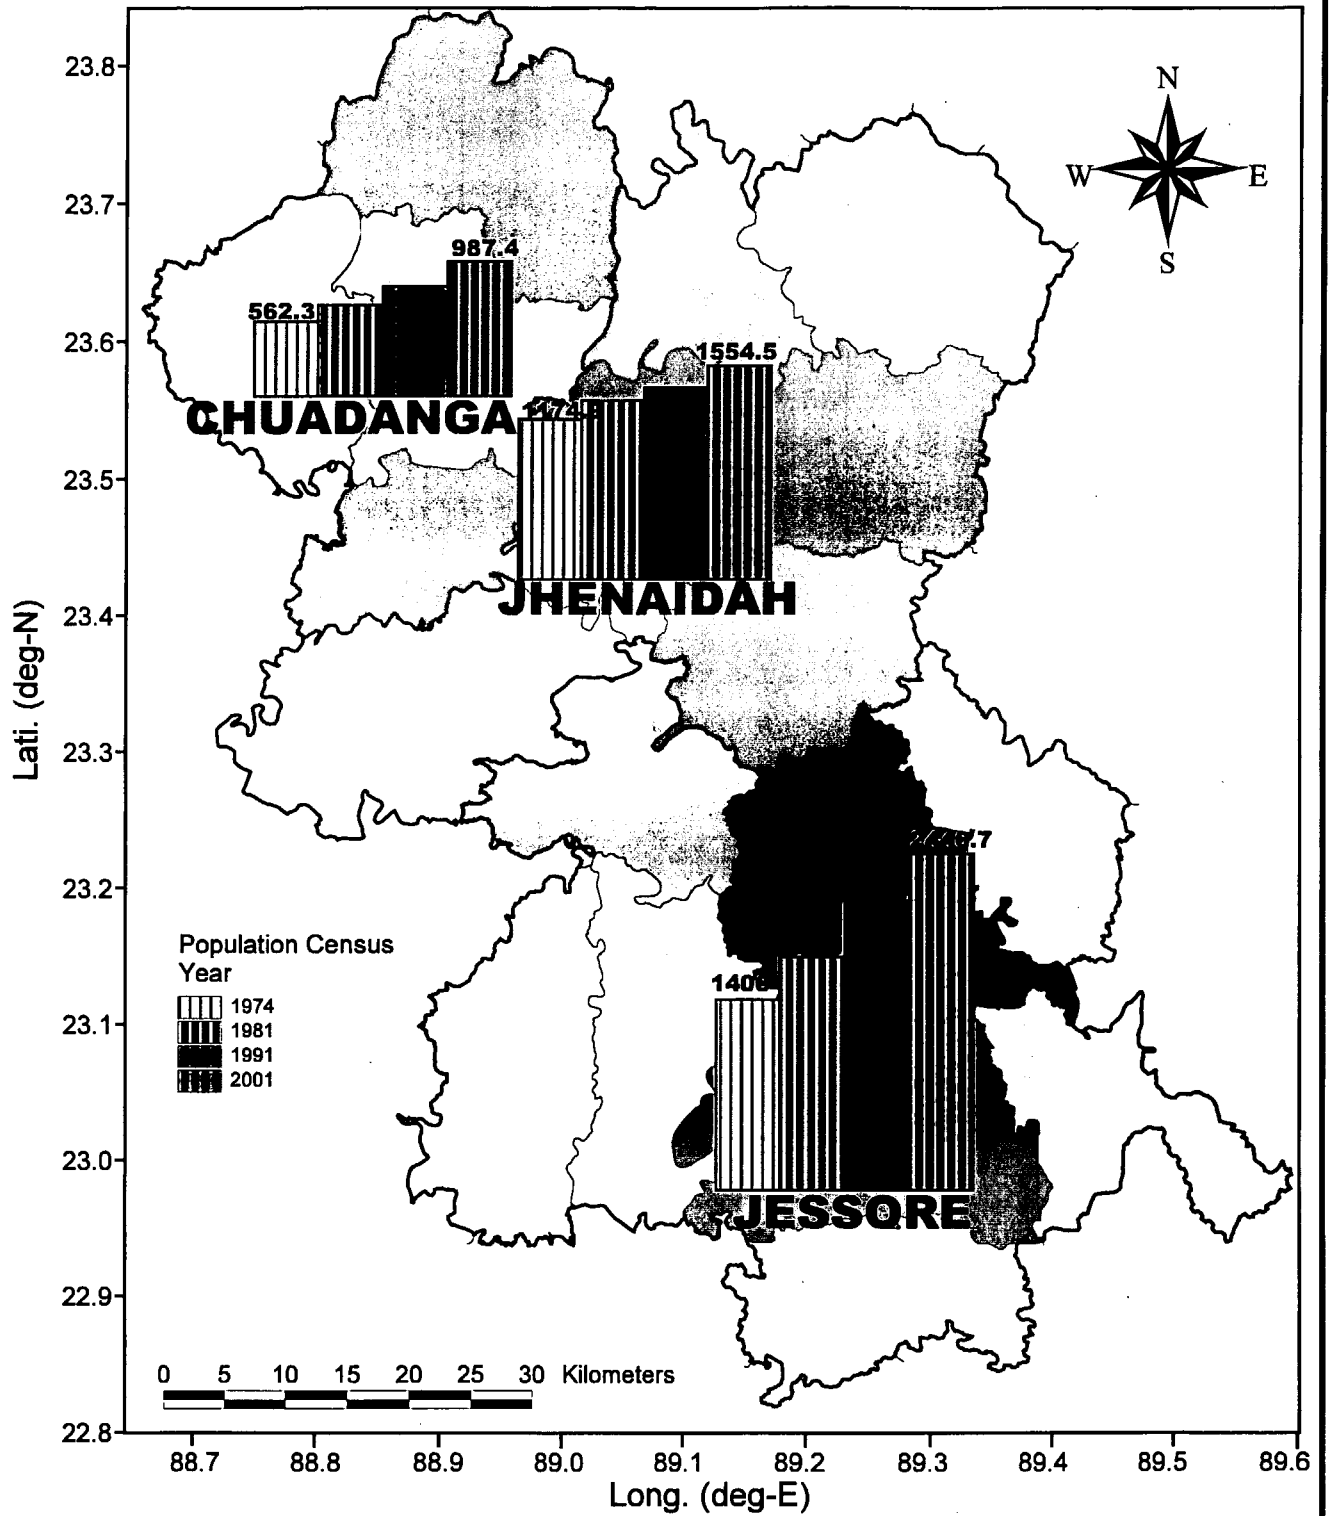 N
W E
S
23.8
23.7
23.6
23.5
23.4
23.3
23.2
23.1
23.0
22.9
22.8
Lati. (deg-N)
987.4
562.3
CHUADANGA
1554.5
JHENAIDAH
JESSORE
Population Census
Year
1974
1981
1991
2001
0 5 10 15 20 25 30 Kilometers
88.7 88.8 88.9 89.0 89.1 89.2 89.3 89.4 89.5 89.6
Long. (deg-E)